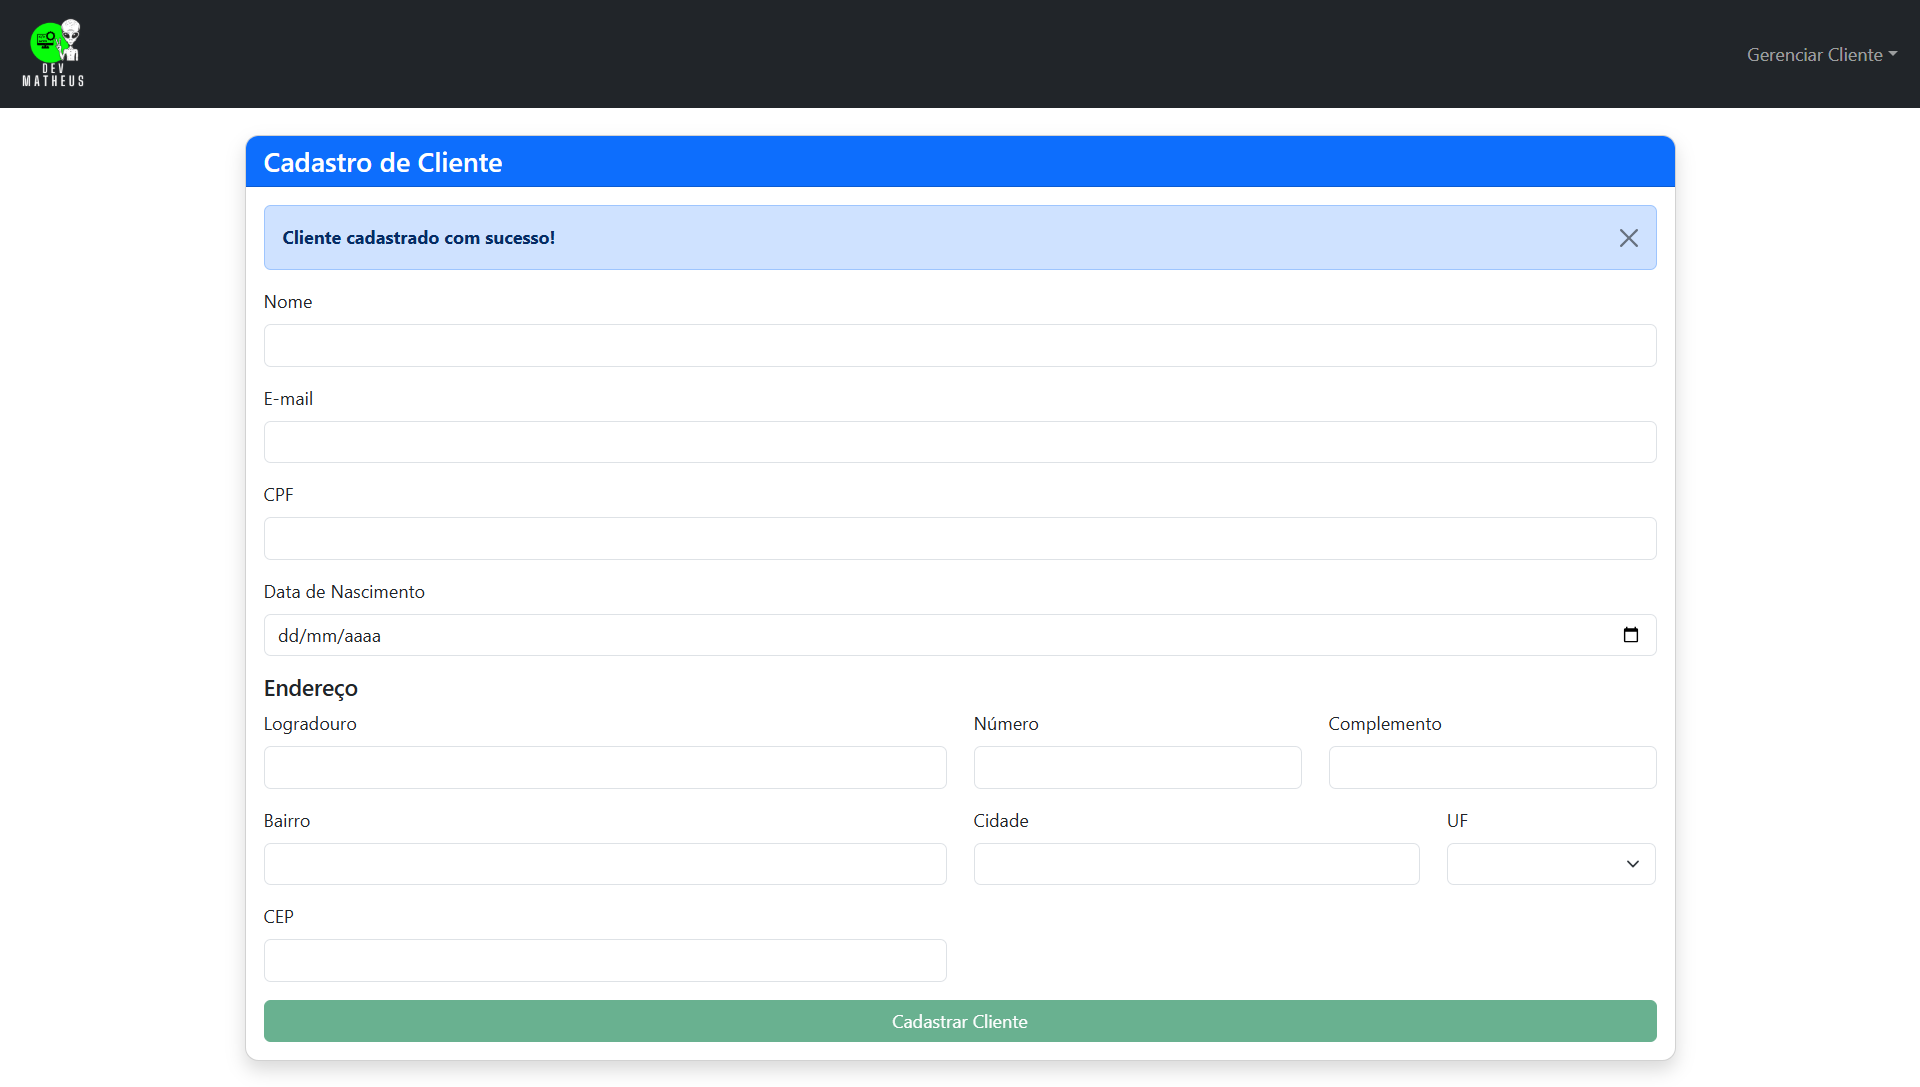 DEV
MATHEUS
Gerenciar Cliente
Cadastro de Cliente
Cliente cadastrado com sucesso!
Nome
E-mail
CPF
Data de Nascimento
dd/mm/aaaa
Endereço
Logradouro
Número
Complemento
Bairro
Cidade
UF
CEP
Cadastrar Cliente